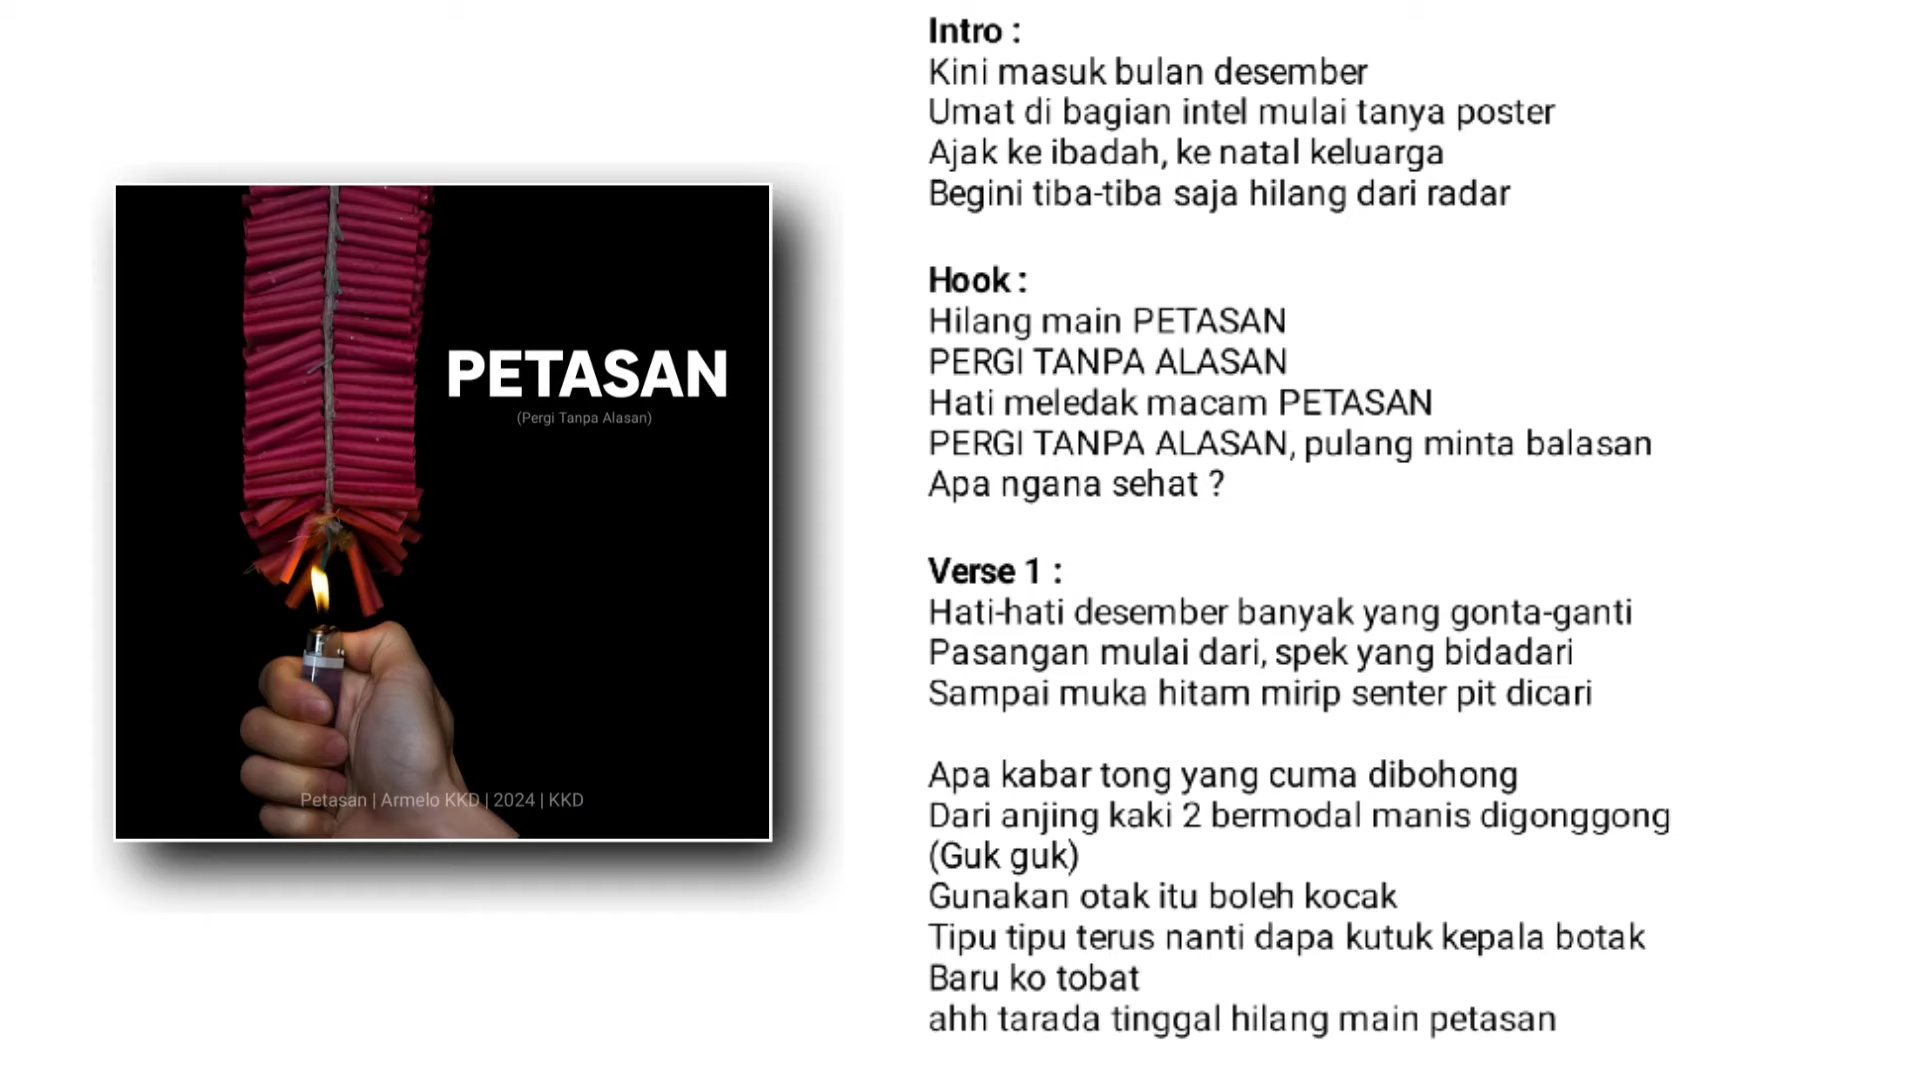 PETASAN
(Pergi Tanpa Alasan)
Petasan | Armelo KKD | 2024 | KKD
Intro :
Kini masuk bulan desember
Umat di bagian intel mulai tanya poster
Ajak ke ibadah, ke natal keluarga
Begini tiba-tiba saja hilang dari radar
Hook :
Hilang main PETASAN
PERGI TANPA ALASAN
Hati meledak macam PETASAN
PERGI TANPA ALASAN, pulang minta balasan
Apa ngana sehat ?
Verse 1 :
Hati-hati desember banyak yang gonta-ganti
Pasangan mulai dari, spek yang bidadari
Sampai muka hitam mirip senter pit dicari
Apa kabar tong yang cuma dibohong
Dari anjing kaki 2 bermodal manis digonggong
(Guk guk)
Gunakan otak itu boleh kocak
Tipu tipu terus nanti dapa kutuk kepala botak
Baru ko tobat
ahh tarada tinggal hilang main petasan